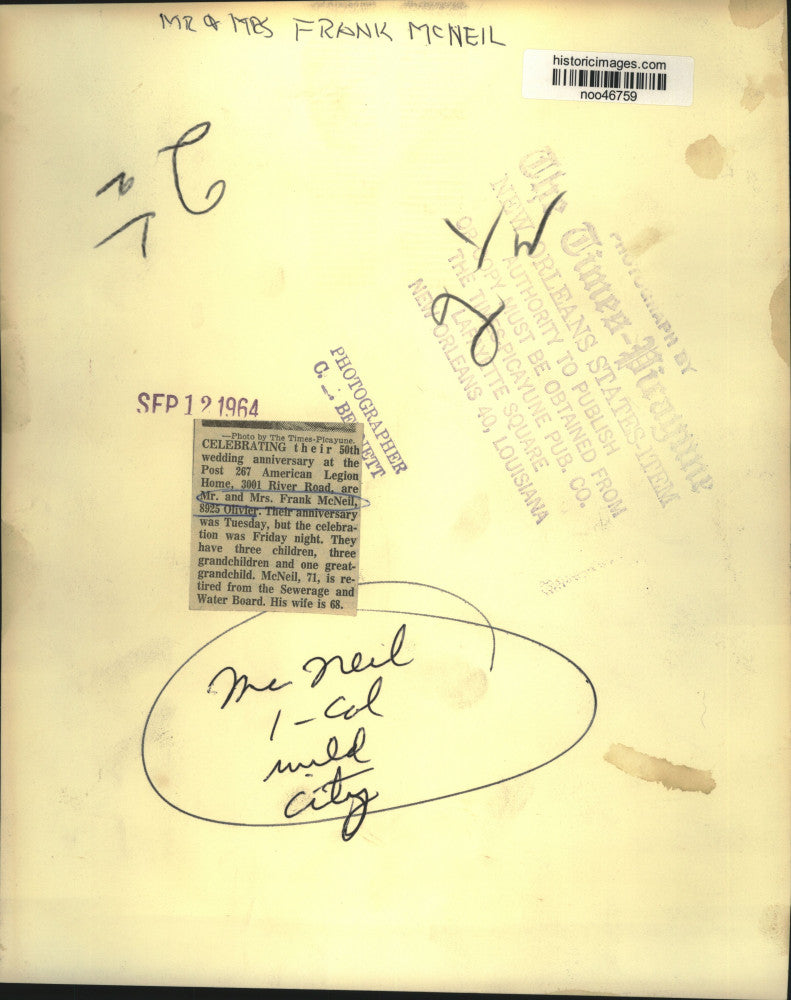 MR & MRS FRANK MCNEIL
historicimages.com
noo46759
PHOTOGRAPH BY
The Times-Picayune
NEW ORLEANS STATES-ITEM
AUTHORITY TO PUBLISH
OR COPY MUST BE OBTAINED FROM
THE TIMES-PICAYUNE PUB. CO.
LAFAYETTE SQUARE
NEW ORLEANS 40, LOUISIANA
PHOTOGRAPHER
C. BENNETT
SEP 12 1964
—Photo by The Times-Picayune.
CELEBRATING their 50th
wedding anniversary at the
Post 267 American Legion
Home, 3001 River Road, are
Mr. and Mrs. Frank McNeil,
8925 Olivier. Their anniversary
was Tuesday, but the celebra-
tion was Friday night. They
have three children, three
grandchildren and one great-
grandchild. McNeil, 71, is re-
tired from the Sewerage and
Water Board. His wife is 68.
McNeil
1-Col
mild
city